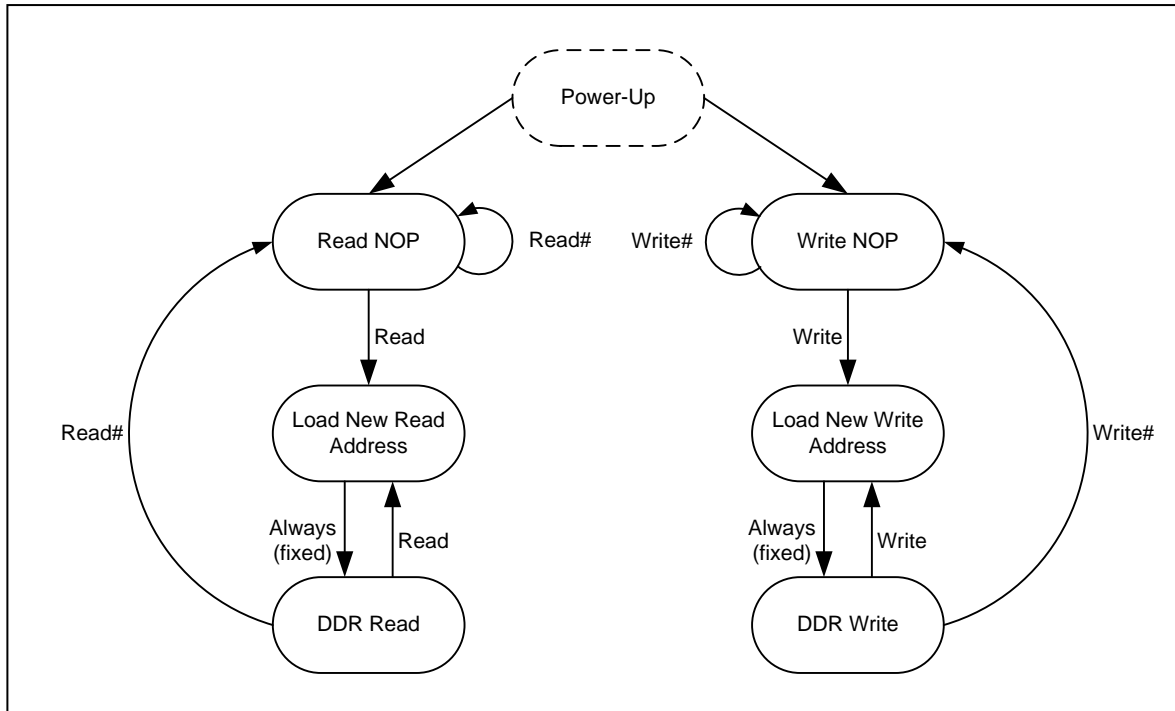 Power-Up
Read NOP
Read#
Write#
Write NOP
Read
Write
Load New Read
Address
Load New Write
Address
Read#
Write#
Always
(fixed)
Read
Always
(fixed)
Write
DDR Read
DDR Write